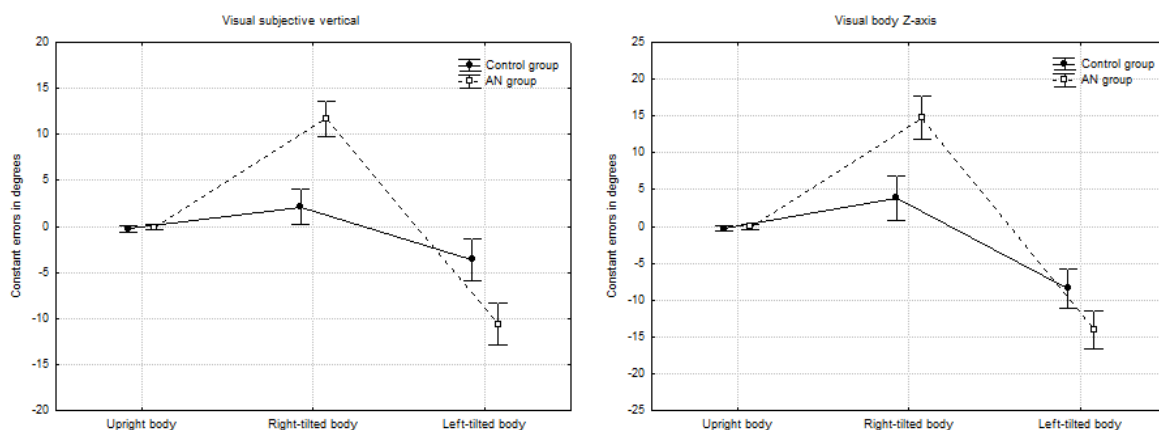 Visual subjective vertical
Constant errors in degrees
20
15
10
5
0
-5
-10
-15
-20
Control group
AN group
Upright body
Right-tilted body
Left-tilted body
Visual body Z-axis
Constant errors in degrees
25
20
15
10
5
0
-5
-10
-15
-20
-25
Control group
AN group
Upright body
Right-tilted body
Left-tilted body